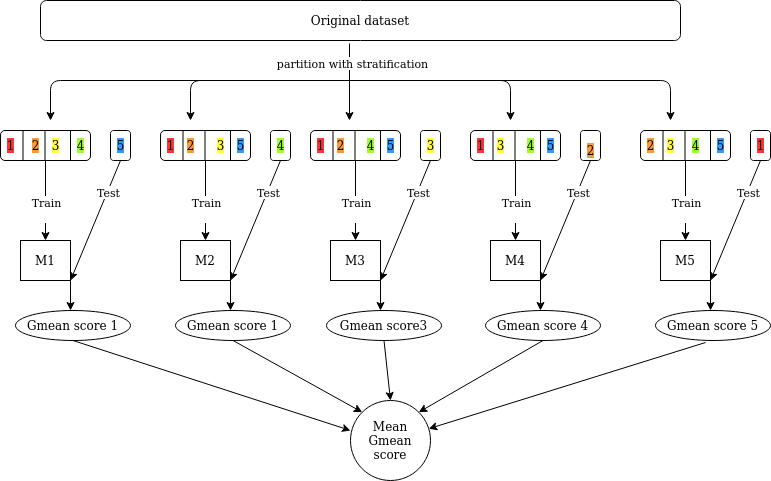 Original dataset
partition with stratification
1 2 3 4 5 1 2 3 5 4 1 2 4 5 3 1 3 4 5 2 2 3 4 5 1
Train Test Train Test Train Test Train Test Train Test
M1 M2 M3 M4 M5
Gmean score 1 Gmean score 1 Gmean score3 Gmean score 4 Gmean score 5
Mean
Gmean
score